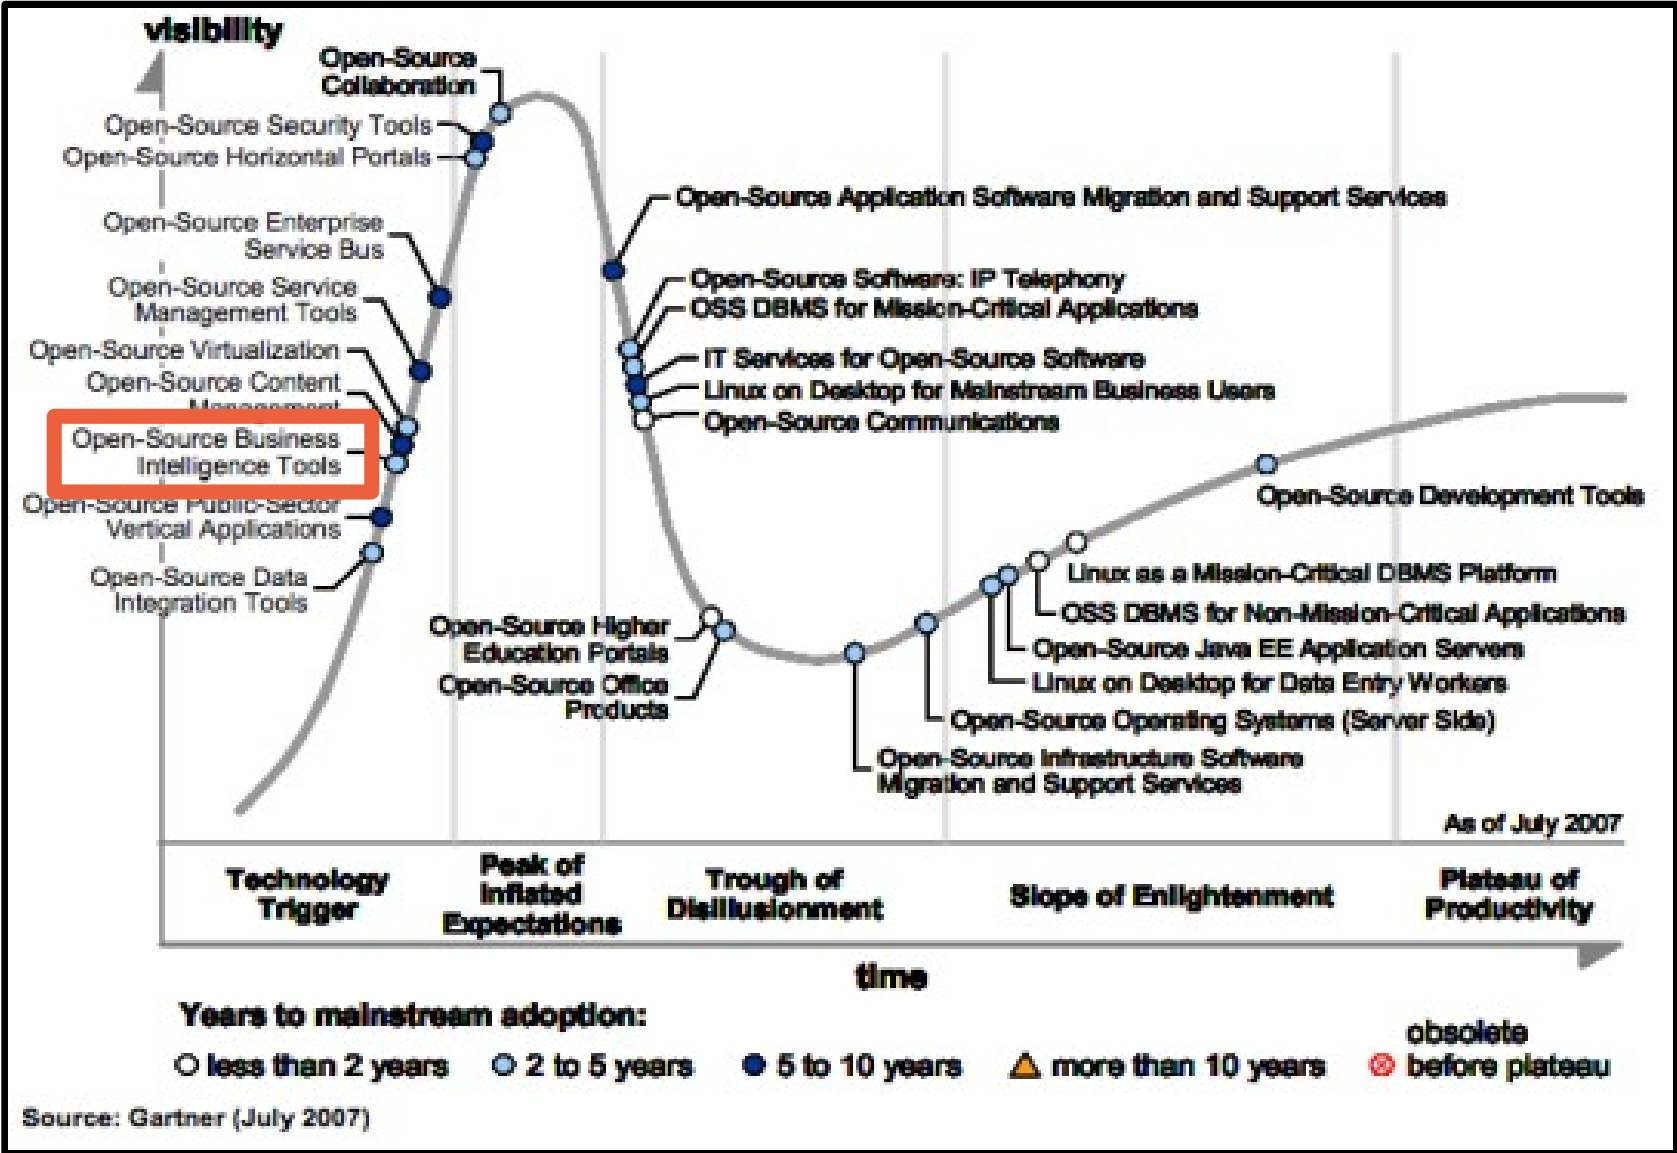 visibility
Open-Source
Collaboration
Open-Source Security Tools
Open-Source Horizontal Portals
Open-Source Enterprise
Service Bus
Open-Source Service
Management Tools
Open-Source Virtualization
Open-Source Content
Management
Open-Source Business
Intelligence Tools
Open-Source Public-Sector
Vertical Applications
Open-Source Data
Integration Tools
Open-Source Application Software Migration and Support Services
Open-Source Software: IP Telephony
OSS DBMS for Mission-Critical Applications
IT Services for Open-Source Software
Linux on Desktop for Mainstream Business Users
Open-Source Communications
Open-Source Higher
Education Portals
Open-Source Office
Products
Open-Source Development Tools
Linux as a Mission-Critical DBMS Platform
OSS DBMS for Non-Mission-Critical Applications
Open-Source Java EE Application Servers
Linux on Desktop for Data Entry Workers
Open-Source Operating Systems (Server Side)
Open-Source Infrastructure Software
Migration and Support Services
As of July 2007
Technology
Trigger
Peak of
Inflated
Expectations
Trough of
Disillusionment
Slope of Enlightenment
Plateau of
Productivity
time
Years to mainstream adoption:
less than 2 years
2 to 5 years
5 to 10 years
more than 10 years
obsolete
before plateau
Source: Gartner (July 2007)